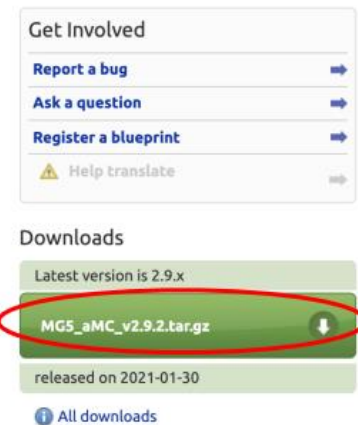 Get Involved
Report a bug
Ask a question
Register a blueprint
Help translate
Downloads
Latest version is 2.9.x
MG5_aMC_v2.9.2.tar.gz
released on 2021-01-30
All downloads